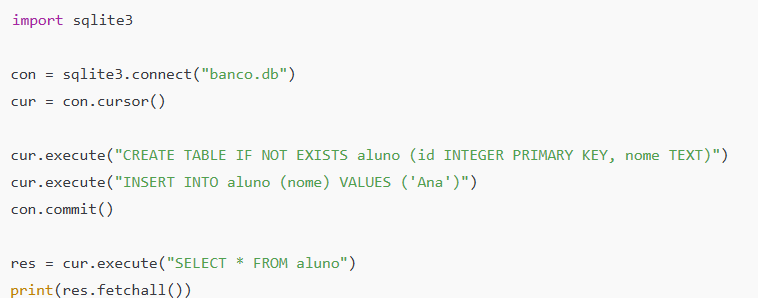 import sqlite3
con = sqlite3.connect("banco.db")
cur = con.cursor()
cur.execute("CREATE TABLE IF NOT EXISTS aluno (id INTEGER PRIMARY KEY, nome TEXT)")
cur.execute("INSERT INTO aluno (nome) VALUES ('Ana')")
con.commit()
res = cur.execute("SELECT * FROM aluno")
print(res.fetchall())